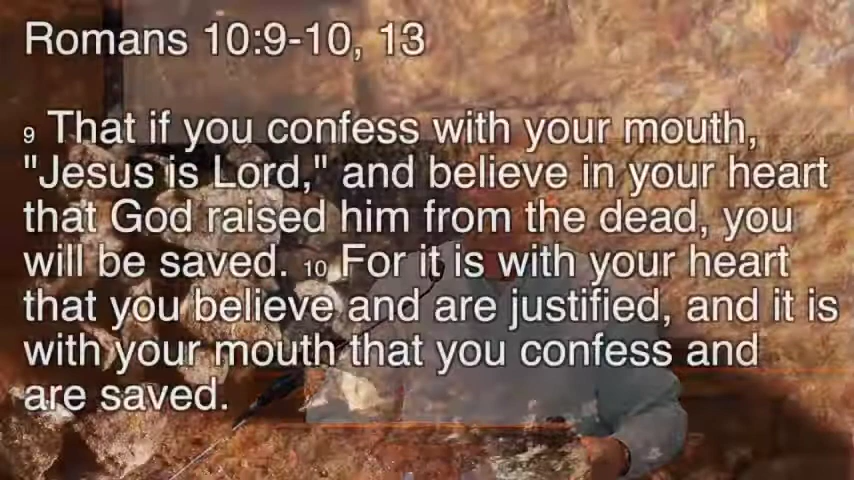 Romans 10:9-10, 13
9 That if you confess with your mouth,
"Jesus is Lord," and believe in your heart
that God raised him from the dead, you
will be saved. 10 For it is with your heart
that you believe and are justified, and it is
with your mouth that you confess and
are saved.